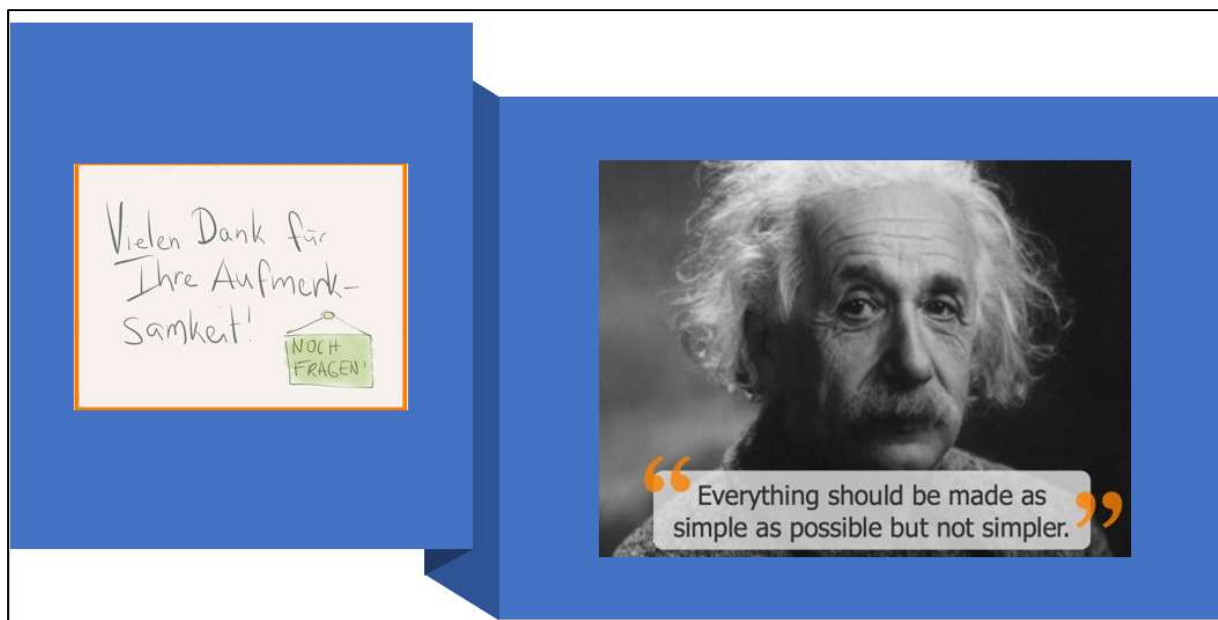 Vielen Dank für
Ihre Aufmerk-
samkeit!
NOCH
FRAGEN?
“Everything should be made as
simple as possible but not simpler.”